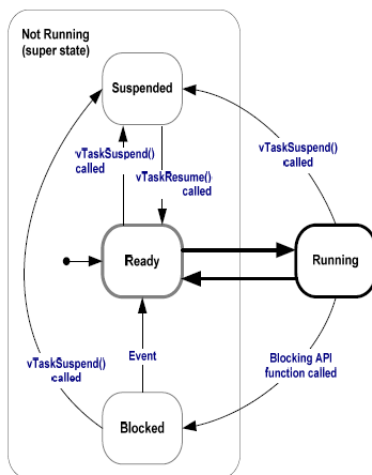 Not Running
(super state)
Suspended
vTaskSuspend()
called
vTaskResume()
called
vTaskSuspend()
called
Ready
Running
Event
vTaskSuspend()
called
Blocking API
function called
Blocked